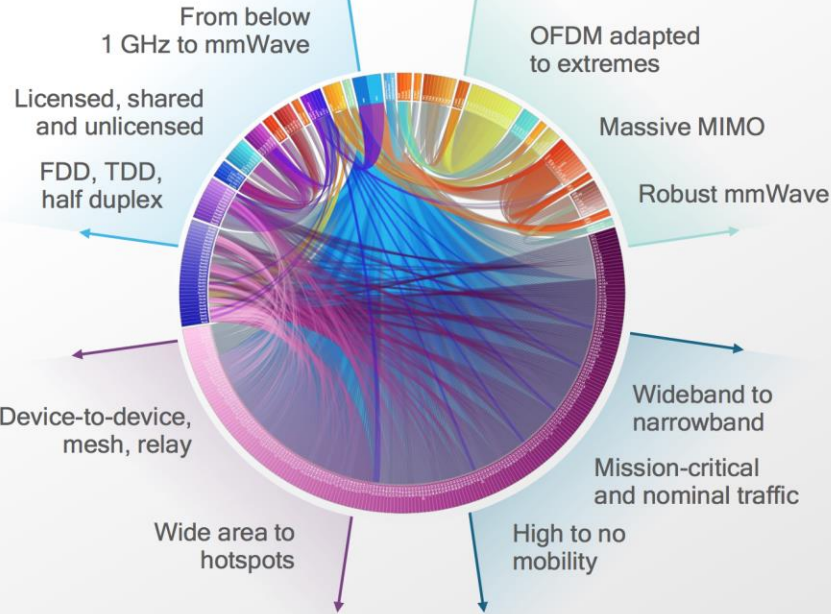 From below
1 GHz to mmWave
Licensed, shared
and unlicensed
FDD, TDD,
half duplex
OFDM adapted
to extremes
Massive MIMO
Robust mmWave
Device-to-device,
mesh, relay
Wide area to
hotspots
Wideband to
narrowband
Mission-critical
and nominal traffic
High to no
mobility